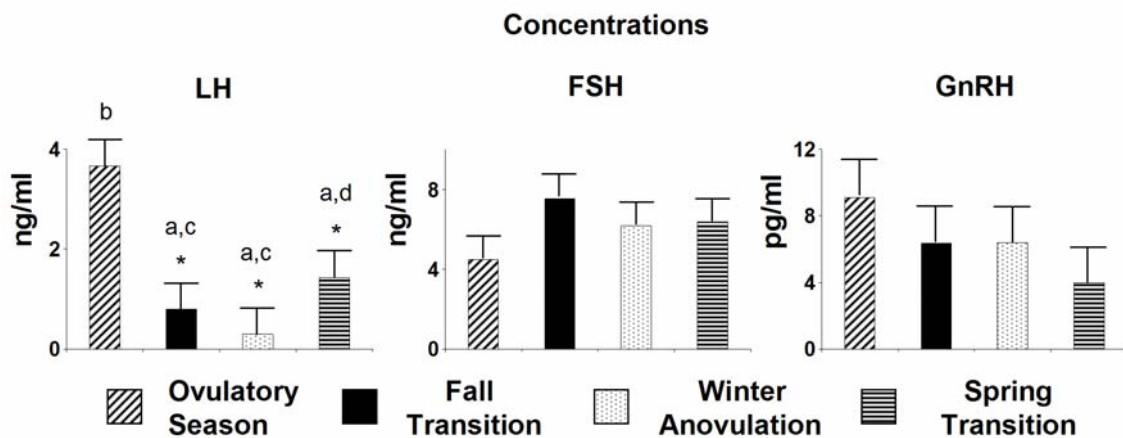 Concentrations
LH
FSH
GnRH
b
a,c
*
a,c
*
a,d
*
ng/ml
4
2
0
ng/ml
8
4
0
pg/ml
12
8
4
0
Ovulatory
Season
Fall
Transition
Winter
Anovulation
Spring
Transition